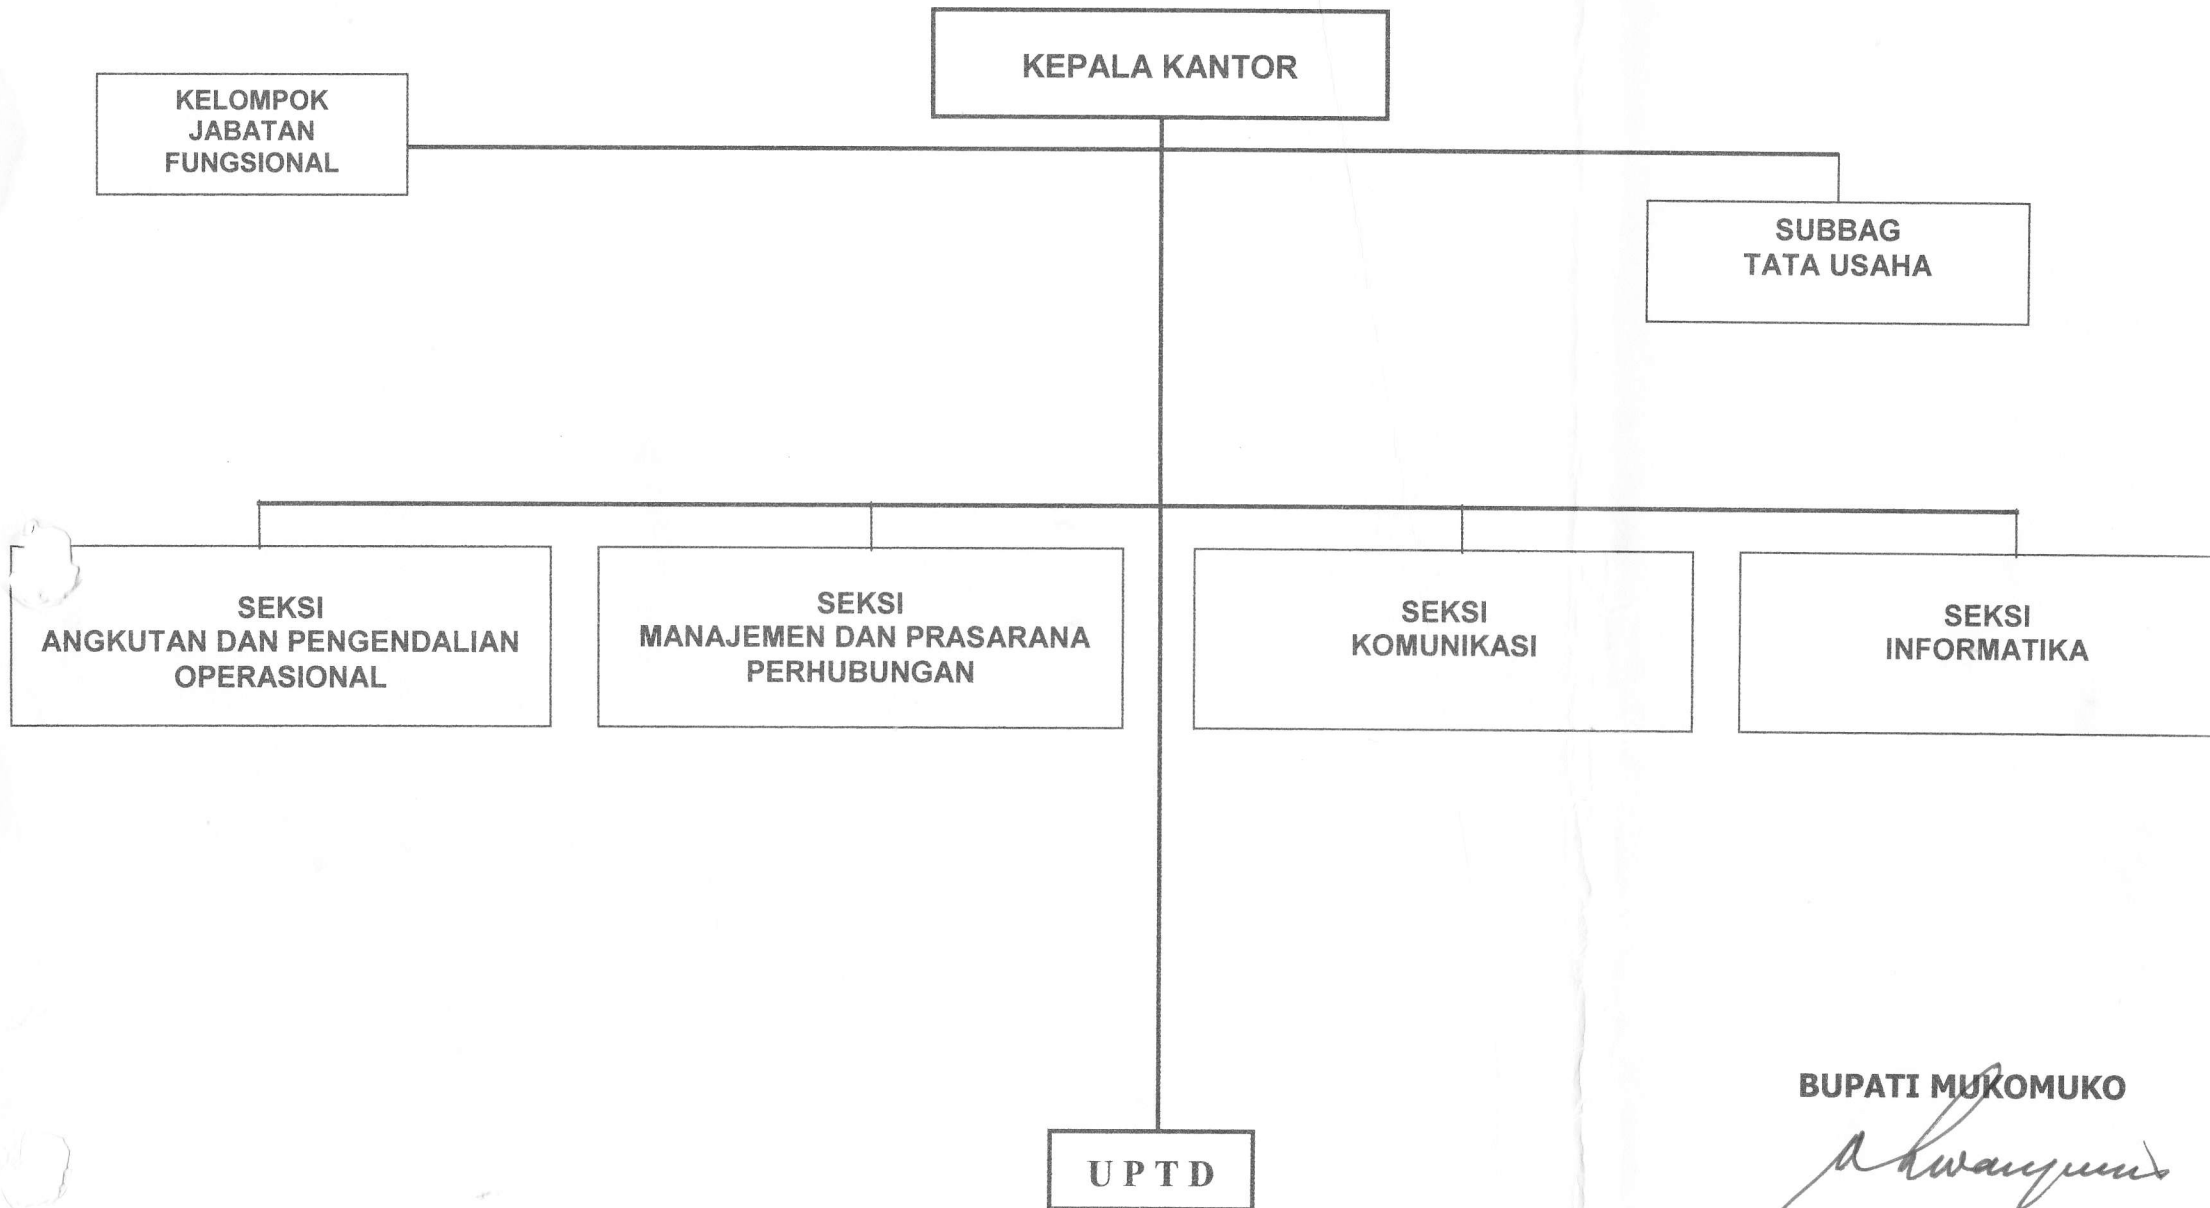 KEPALA KANTOR
KELOMPOK
JABATAN
FUNGSIONAL
SUBBAG
TATA USAHA
SEKSI
ANGKUTAN DAN PENGENDALIAN
OPERASIONAL
SEKSI
MANAJEMEN DAN PRASARANA
PERHUBUNGAN
SEKSI
KOMUNIKASI
SEKSI
INFORMATIKA
BUPATI MUKOMUKO
U P T D